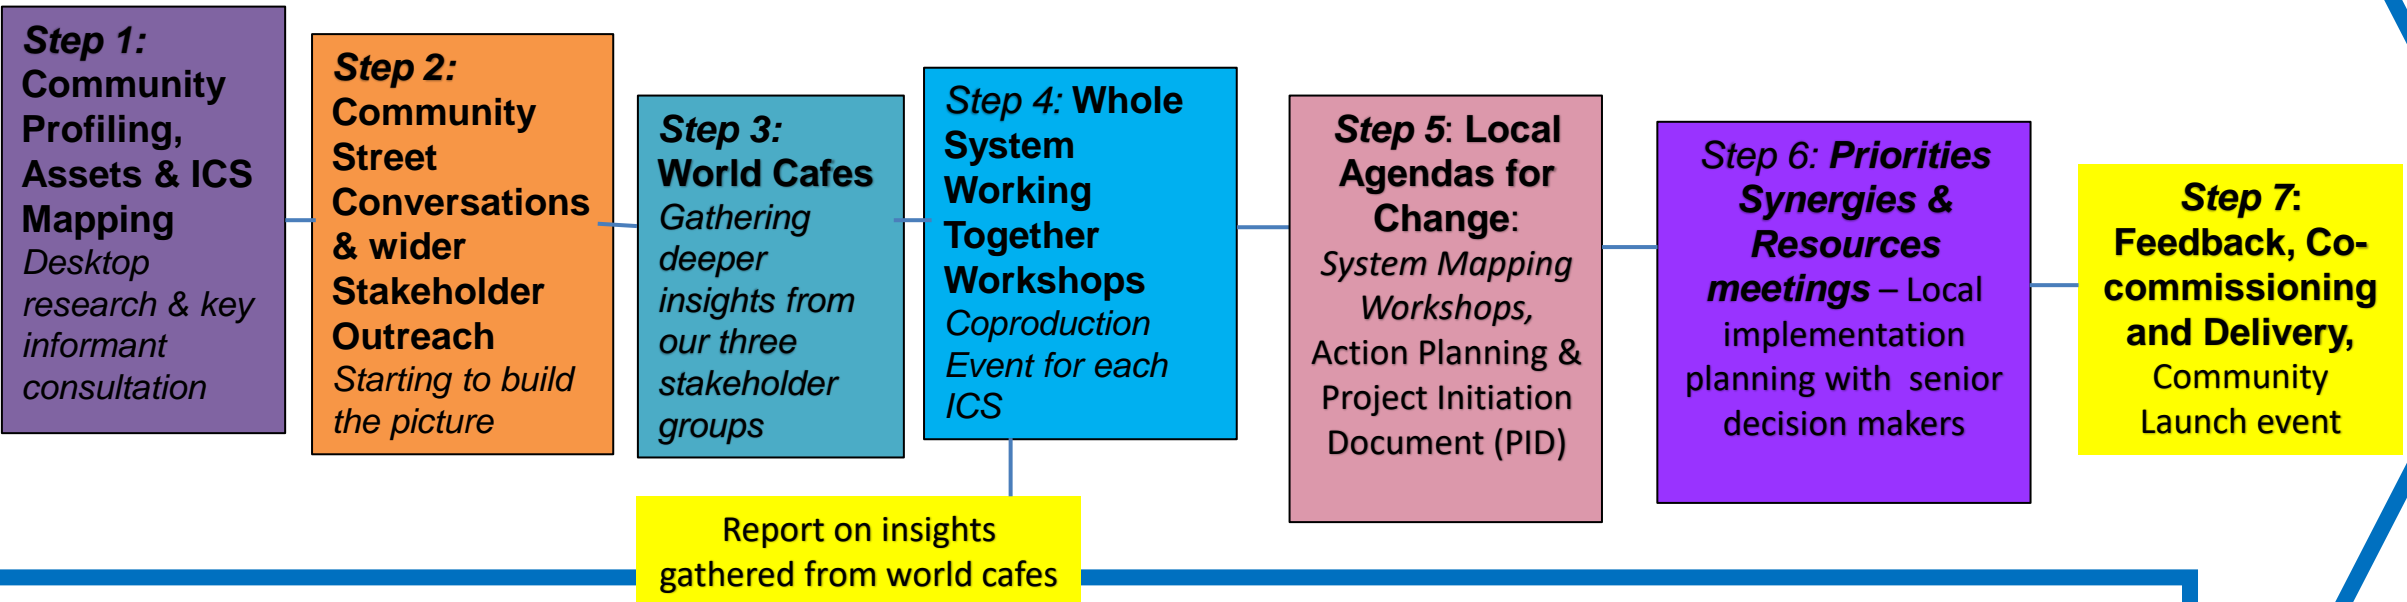 Step 1:
Community
Profiling,
Assets & ICS
Mapping
Desktop
research & key
informant
consultation
Step 2:
Community
Street
Conversations
& wider
Stakeholder
Outreach
Starting to build
the picture
Step 3:
World Cafes
Gathering
deeper
insights from
our three
stakeholder
groups
Step 4: Whole
System
Working
Together
Workshops
Coproduction
Event for each
ICS
Report on insights
gathered from world cafes
Step 5: Local
Agendas for
Change:
System Mapping
Workshops,
Action Planning &
Project Initiation
Document (PID)
Step 6: Priorities
Synergies &
Resources
meetings – Local
implementation
planning with senior
decision makers
Step 7:
Feedback, Co-
commissioning
and Delivery,
Community
Launch event